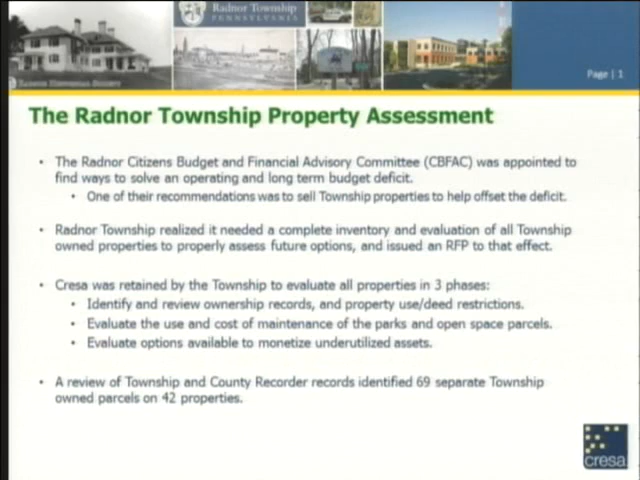 Radnor Township
PENNSYLVANIA
Page | 1
The Radnor Township Property Assessment
• The Radnor Citizens Budget and Financial Advisory Committee (CBFAC) was appointed to
find ways to solve an operating and long term budget deficit.
• One of their recommendations was to sell Township properties to help offset the deficit.
• Radnor Township realized it needed a complete inventory and evaluation of all Township
owned properties to properly assess future options, and issued an RFP to that effect.
• Cresa was retained by the Township to evaluate all properties in 3 phases:
• Identify and review ownership records, and property use/deed restrictions.
• Evaluate the use and cost of maintenance of the parks and open space parcels.
• Evaluate options available to monetize underutilized assets.
• A review of Township and County Recorder records identified 69 separate Township
owned parcels on 42 properties.
cresa